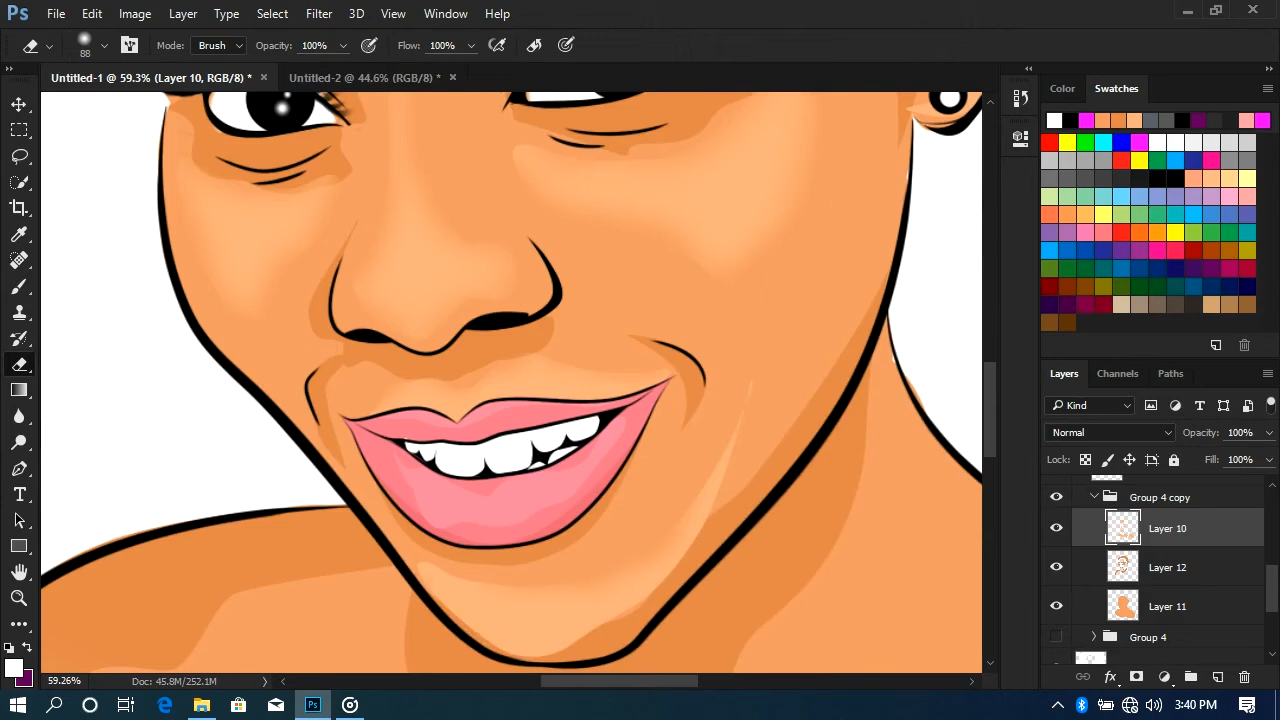 Ps File Edit Image Layer Type Select Filter 3D View Window Help
88 Mode: Brush Opacity: 100% Flow: 100%
Untitled-1 @ 59.3% (Layer 10, RGB/8) * × Untitled-2 @ 44.6% (RGB/8) * ×
Color Swatches
Layers Channels Paths
Kind
Normal Opacity: 100%
Lock: Fill: 100%
Group 4 copy
Layer 10
Layer 12
Layer 11
Group 4
59.26% Doc: 45.8M/252.1M
3:40 PM